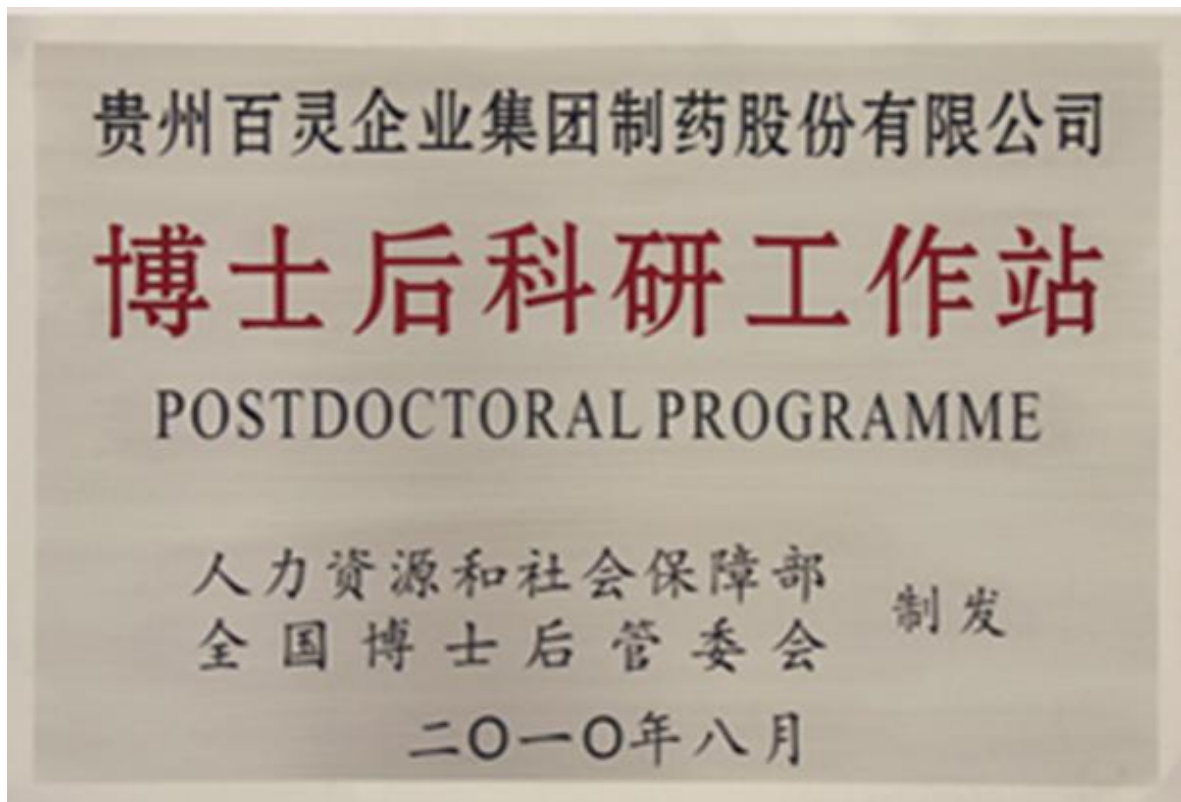 贵州百灵企业集团制药股份有限公司
博士后科研工作站
POSTDOCTORAL PROGRAMME
人力资源和社会保障部
全国博士后管委会
制发
二〇一〇年八月